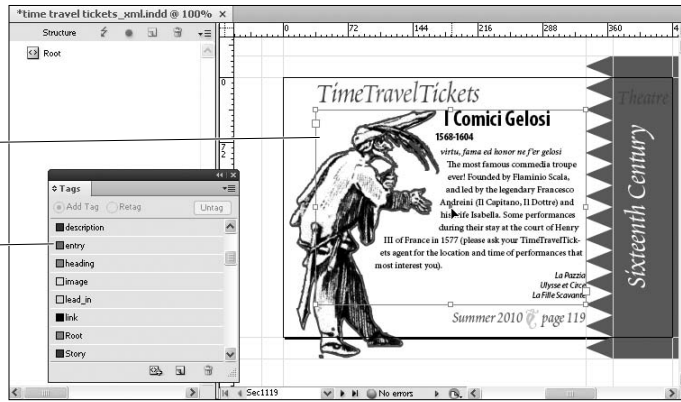 *time travel tickets_xml.indd @ 100% ×
Structure
Root
0 72 144 216 288 360 4
0
7
2
Tags
Add Tag Retag Untag
description
entry
heading
image
lead_in
link
Root
Story
TimeTravelTickets
I Comici Gelosi
1568-1604
virtu, fama ed honor ne f'er gelosi
The most famous commedia troupe
ever! Founded by Flaminio Scala,
and led by the legendary Francesco
Andreini (Il Capitano, Il Dottre) and
his wife Isabella. Some performances
during their stay at the court of Henry
III of France in 1577 (please ask your TimeTravelTick-
ets agent for the location and time of performances that
most interest you).
La Pazzia
Ulysse et Circe
La Fille Scavante
Summer 2010 page 119
Theatre
Sixteenth Century
Sec1119 No errors